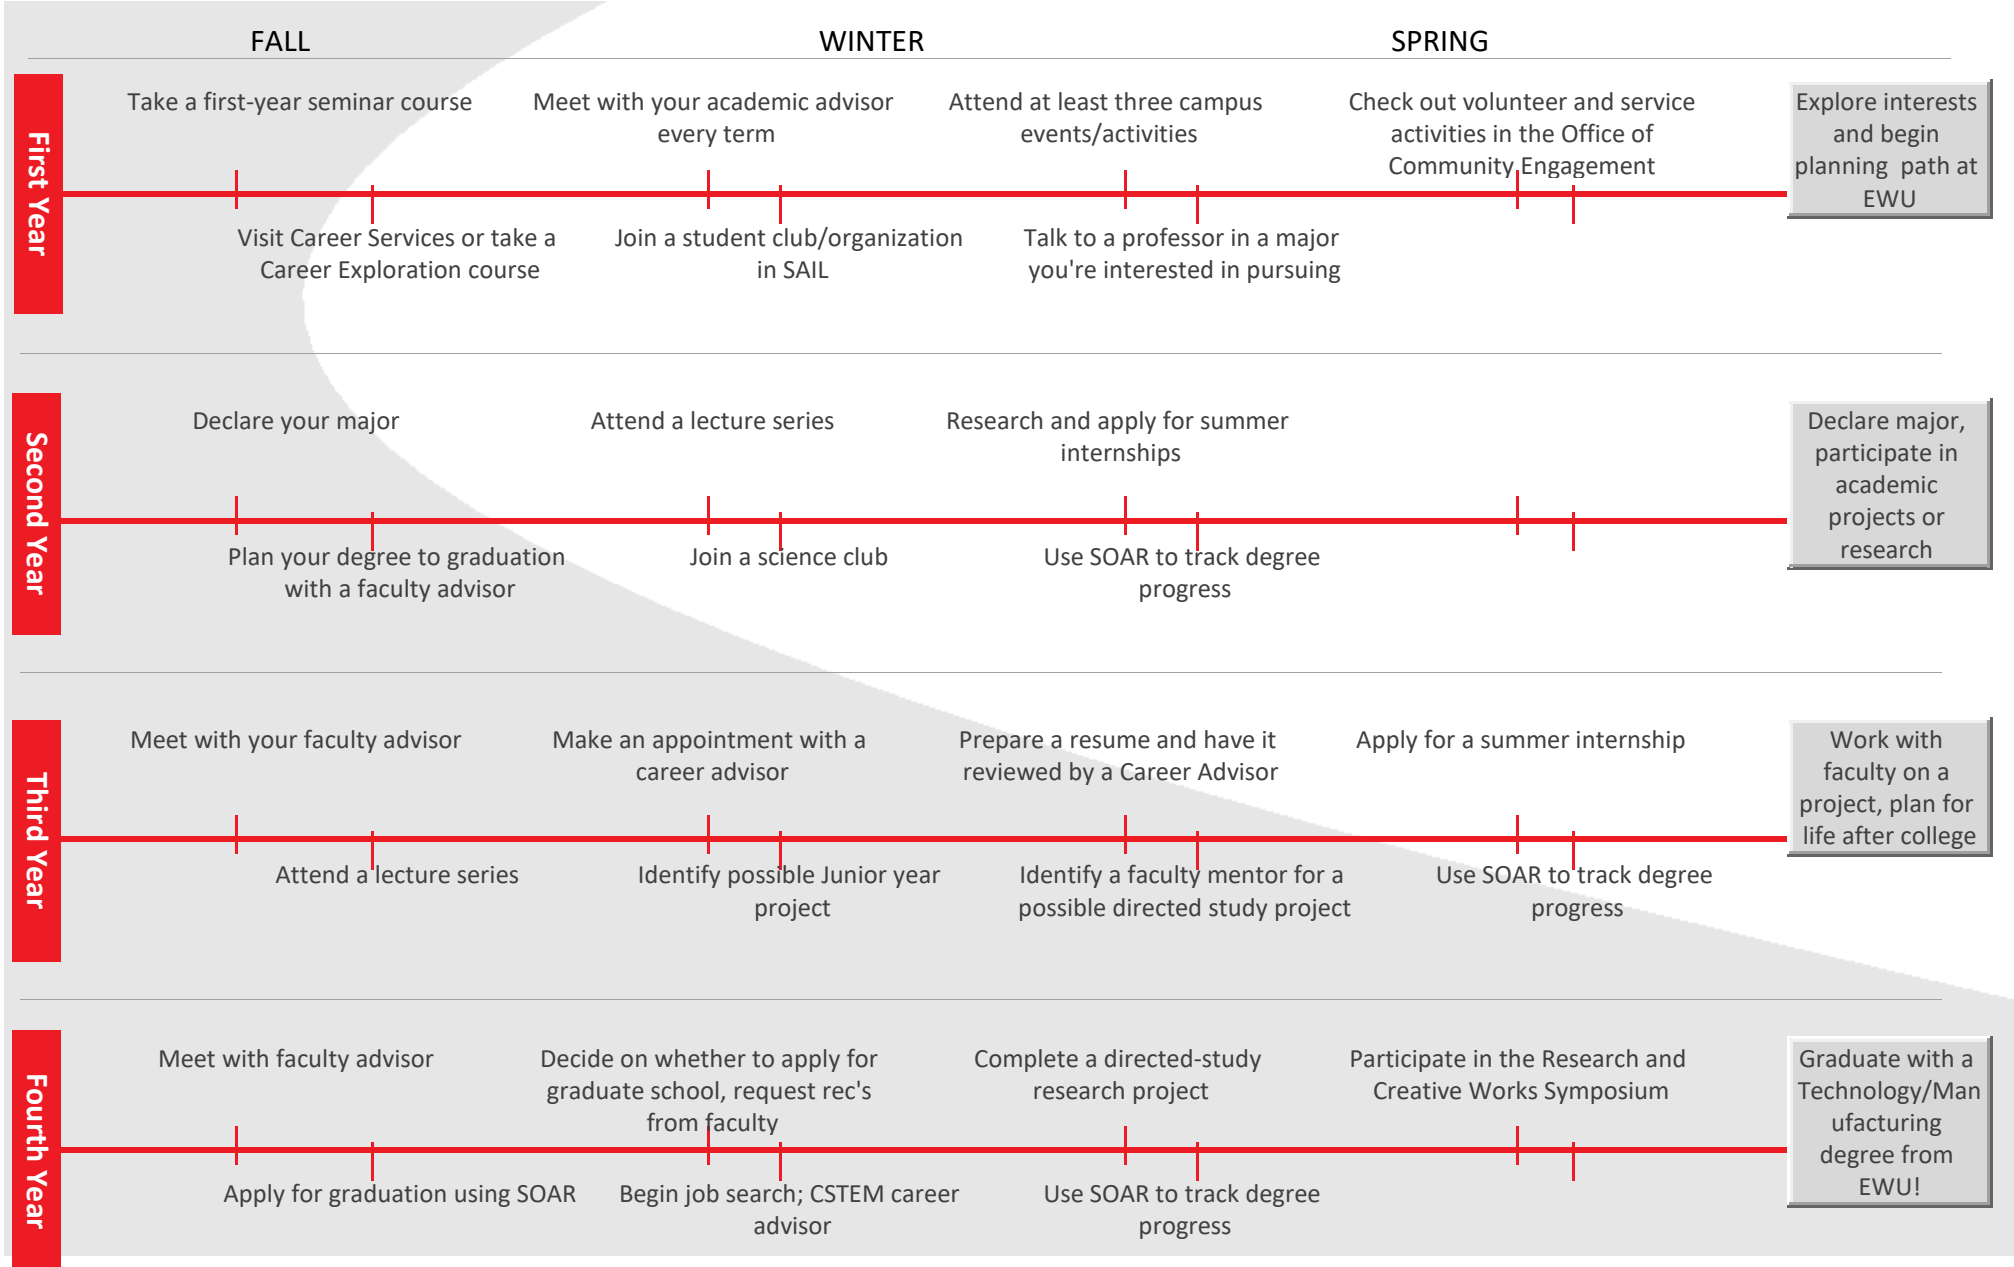 FALL
WINTER
SPRING
First Year
Take a first-year seminar course
Meet with your academic advisor
every term
Attend at least three campus
events/activities
Check out volunteer and service
activities in the Office of
Community Engagement
Visit Career Services or take a
Career Exploration course
Join a student club/organization
in SAIL
Talk to a professor in a major
you're interested in pursuing
Explore interests
and begin
planning path at
EWU
Second Year
Declare your major
Attend a lecture series
Research and apply for summer
internships
Plan your degree to graduation
with a faculty advisor
Join a science club
Use SOAR to track degree
progress
Declare major,
participate in
academic
projects or
research
Third Year
Meet with your faculty advisor
Make an appointment with a
career advisor
Prepare a resume and have it
reviewed by a Career Advisor
Apply for a summer internship
Attend a lecture series
Identify possible Junior year
project
Identify a faculty mentor for a
possible directed study project
Use SOAR to track degree
progress
Work with
faculty on a
project, plan for
life after college
Fourth Year
Meet with faculty advisor
Decide on whether to apply for
graduate school, request rec's
from faculty
Complete a directed-study
research project
Participate in the Research and
Creative Works Symposium
Apply for graduation using SOAR
Begin job search; CSTEM career
advisor
Use SOAR to track degree
progress
Graduate with a
Technology/Man
ufacturing
degree from
EWU!